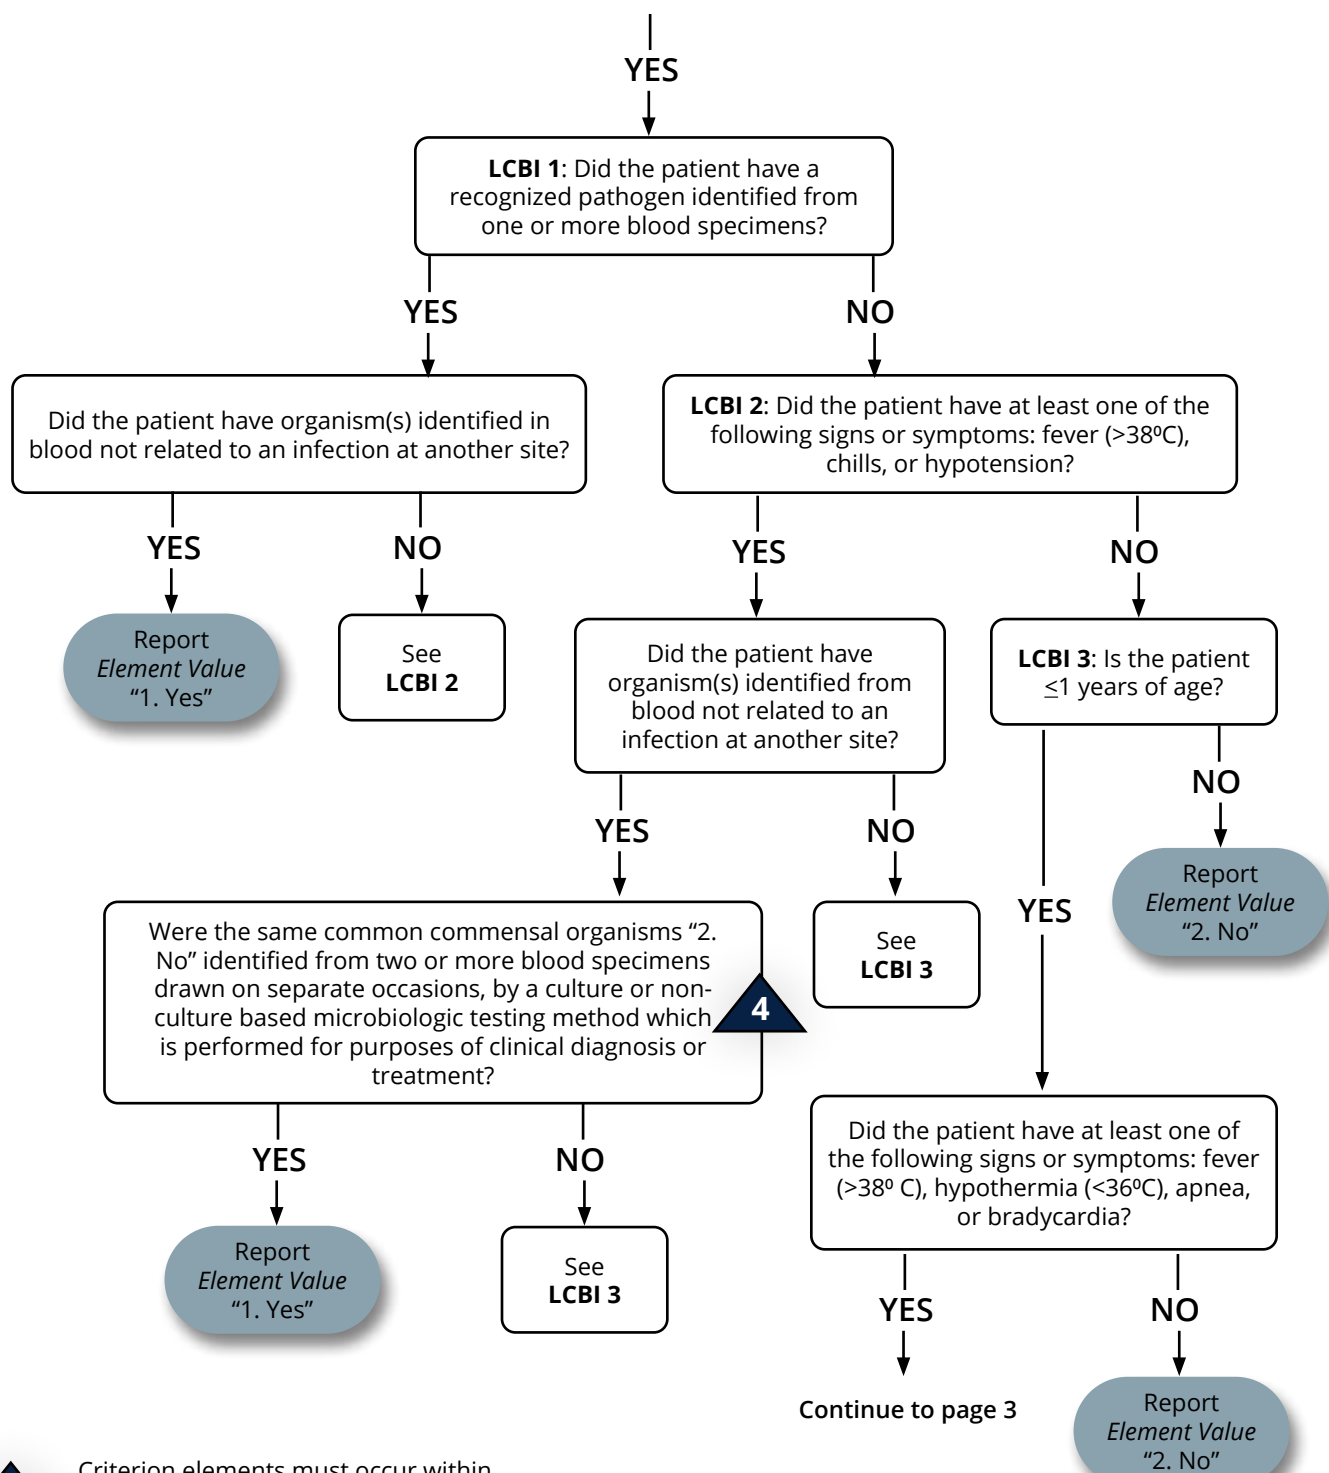 YES
LCBI 1: Did the patient have a
recognized pathogen identified from
one or more blood specimens?
YES
NO
Did the patient have organism(s) identified in
blood not related to an infection at another site?
LCBI 2: Did the patient have at least one of the
following signs or symptoms: fever (>38⁰C),
chills, or hypotension?
YES
NO
YES
NO
Report
Element Value
“1. Yes”
See
LCBI 2
Did the patient have
organism(s) identified from
blood not related to an
infection at another site?
LCBI 3: Is the patient
≤1 years of age?
YES
NO
YES
NO
Report
Element Value
“2. No”
Were the same common commensal organisms “2.
No” identified from two or more blood specimens
drawn on separate occasions, by a culture or non-
culture based microbiologic testing method which
is performed for purposes of clinical diagnosis or
treatment?
4
See
LCBI 3
Did the patient have at least one of
the following signs or symptoms: fever
(>38⁰ C), hypothermia (<36⁰C), apnea,
or bradycardia?
YES
NO
Report
Element Value
“1. Yes”
See
LCBI 3
YES
NO
Continue to page 3
Report
Element Value
“2. No”
Criterion elements must occur within